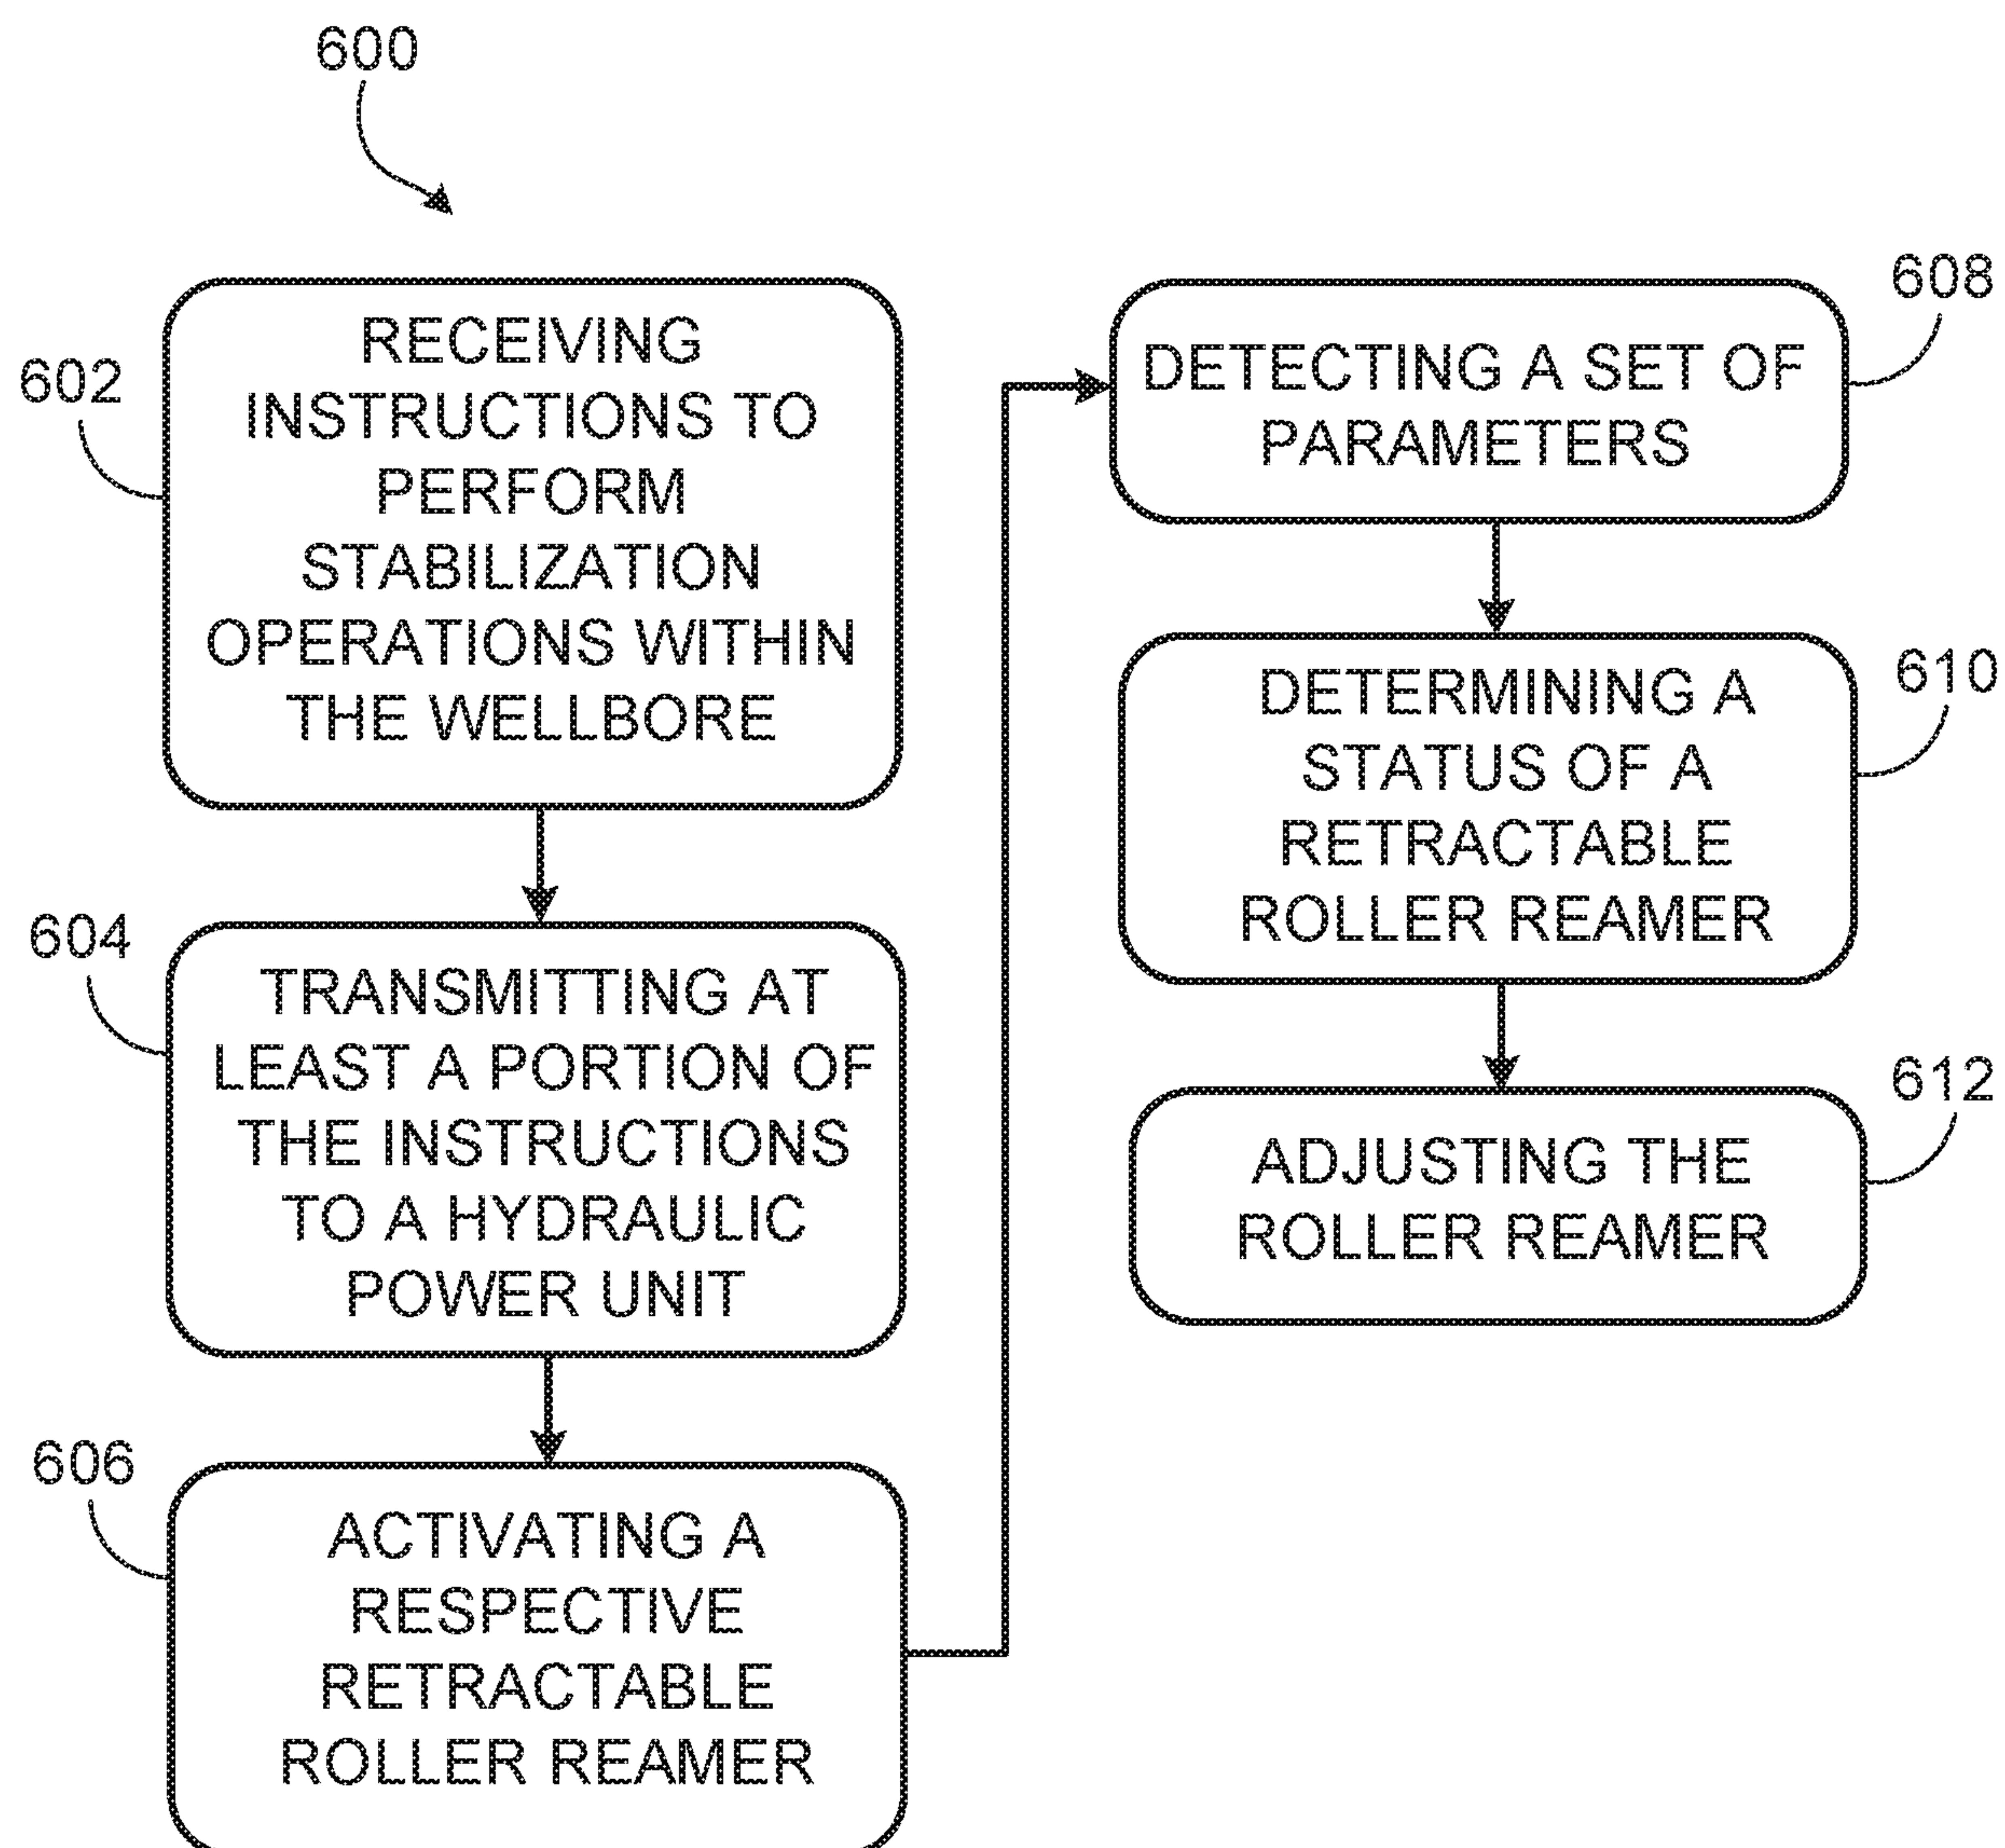 600
602
RECEIVING
INSTRUCTIONS TO
PERFORM
STABILIZATION
OPERATIONS WITHIN
THE WELLBORE
604
TRANSMITTING AT
LEAST A PORTION OF
THE INSTRUCTIONS
TO A HYDRAULIC
POWER UNIT
606
ACTIVATING A
RESPECTIVE
RETRACTABLE
ROLLER REAMER
608
DETECTING A SET OF
PARAMETERS
610
DETERMINING A
STATUS OF A
RETRACTABLE
ROLLER REAMER
612
ADJUSTING THE
ROLLER REAMER